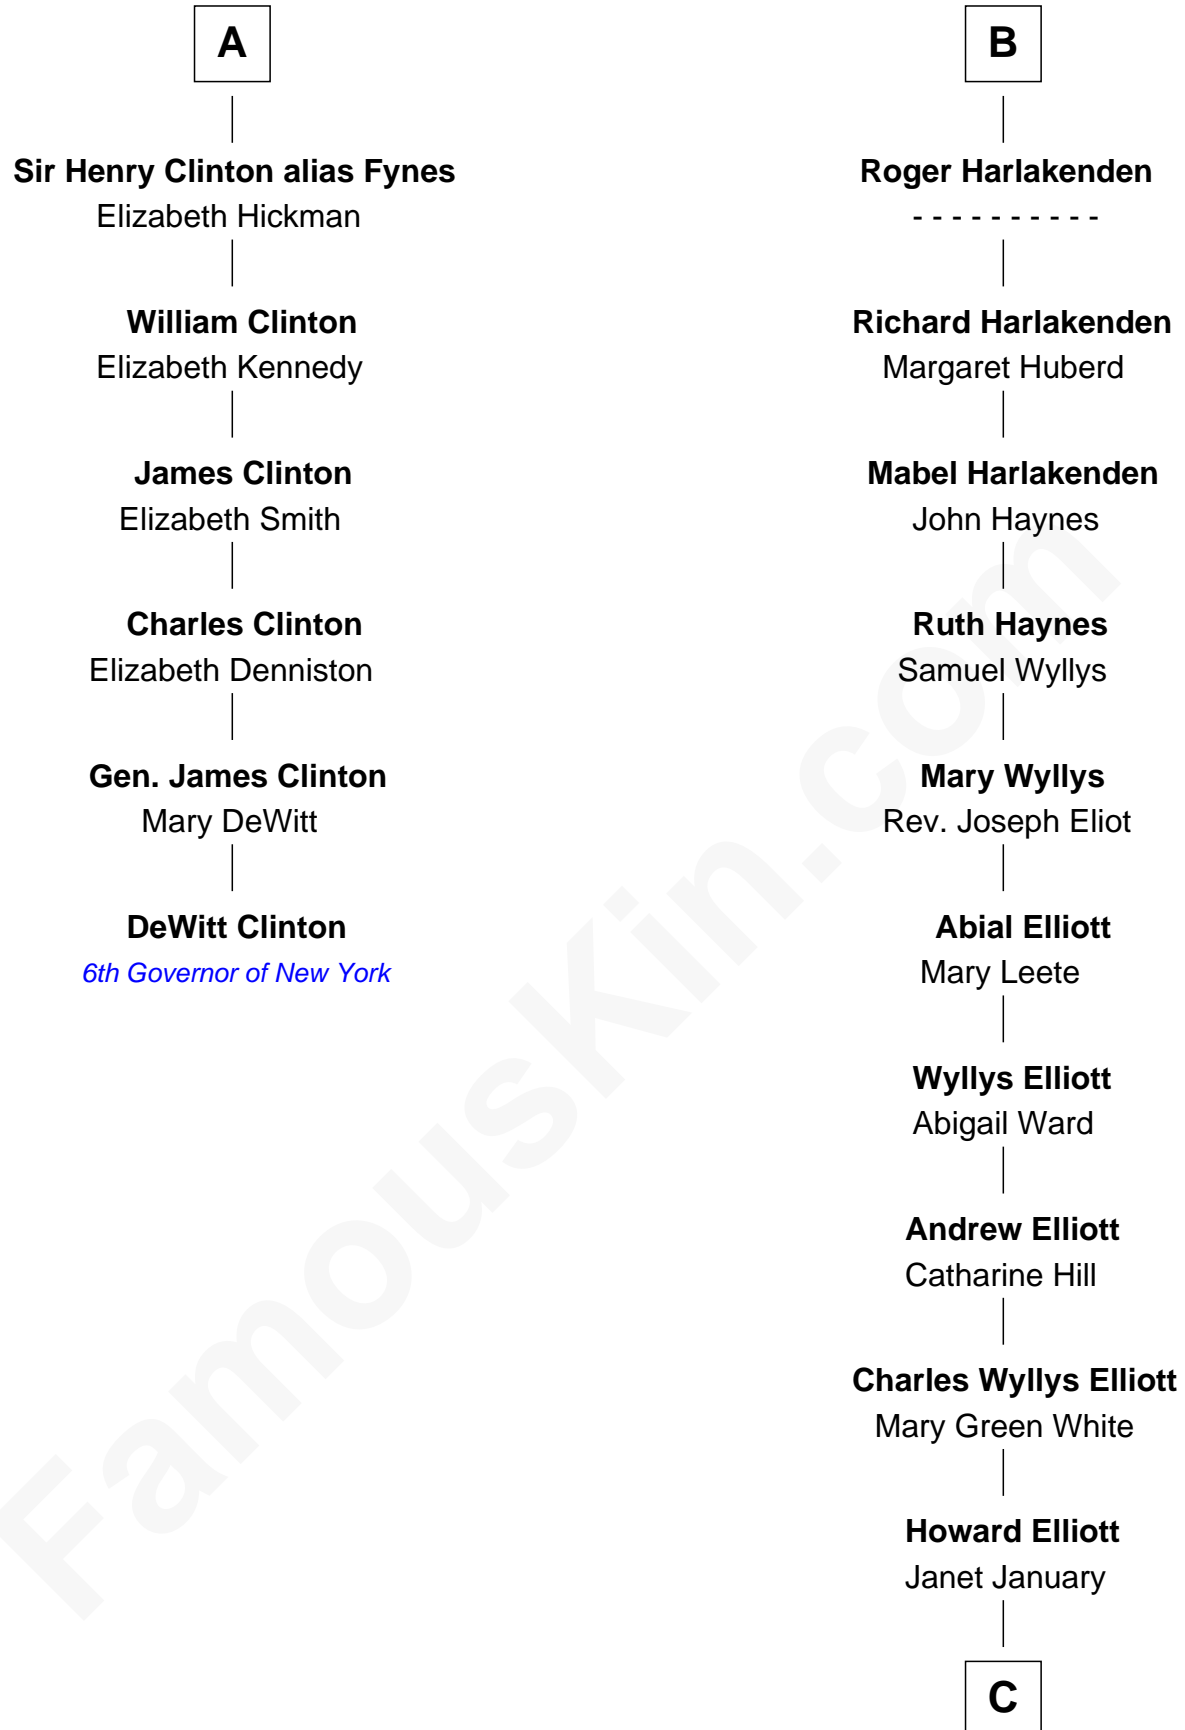 A
Sir Henry Clinton alias Fynes
Elizabeth Hickman
William Clinton
Elizabeth Kennedy
James Clinton
Elizabeth Smith
Charles Clinton
Elizabeth Denniston
Gen. James Clinton
Mary DeWitt
DeWitt Clinton
6th Governor of New York
B
Roger Harlakenden
- - - - - - - - - -
Richard Harlakenden
Margaret Huberd
Mabel Harlakenden
John Haynes
Ruth Haynes
Samuel Wyllys
Mary Wyllys
Rev. Joseph Eliot
Abial Elliott
Mary Leete
Wyllys Elliott
Abigail Ward
Andrew Elliott
Catharine Hill
Charles Wyllys Elliott
Mary Green White
Howard Elliott
Janet January
C
FamousKin.com